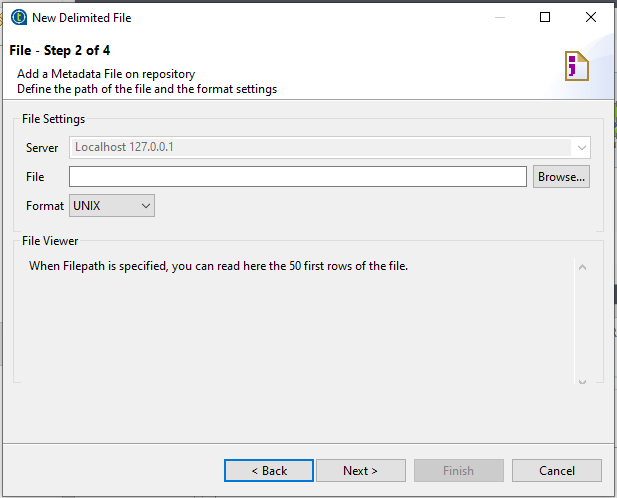 New Delimited File
File - Step 2 of 4
Add a Metadata File on repository
Define the path of the file and the format settings
File Settings
Server Localhost 127.0.0.1
File Browse...
Format UNIX
File Viewer
When Filepath is specified, you can read here the 50 first rows of the file.
< Back Next > Finish Cancel